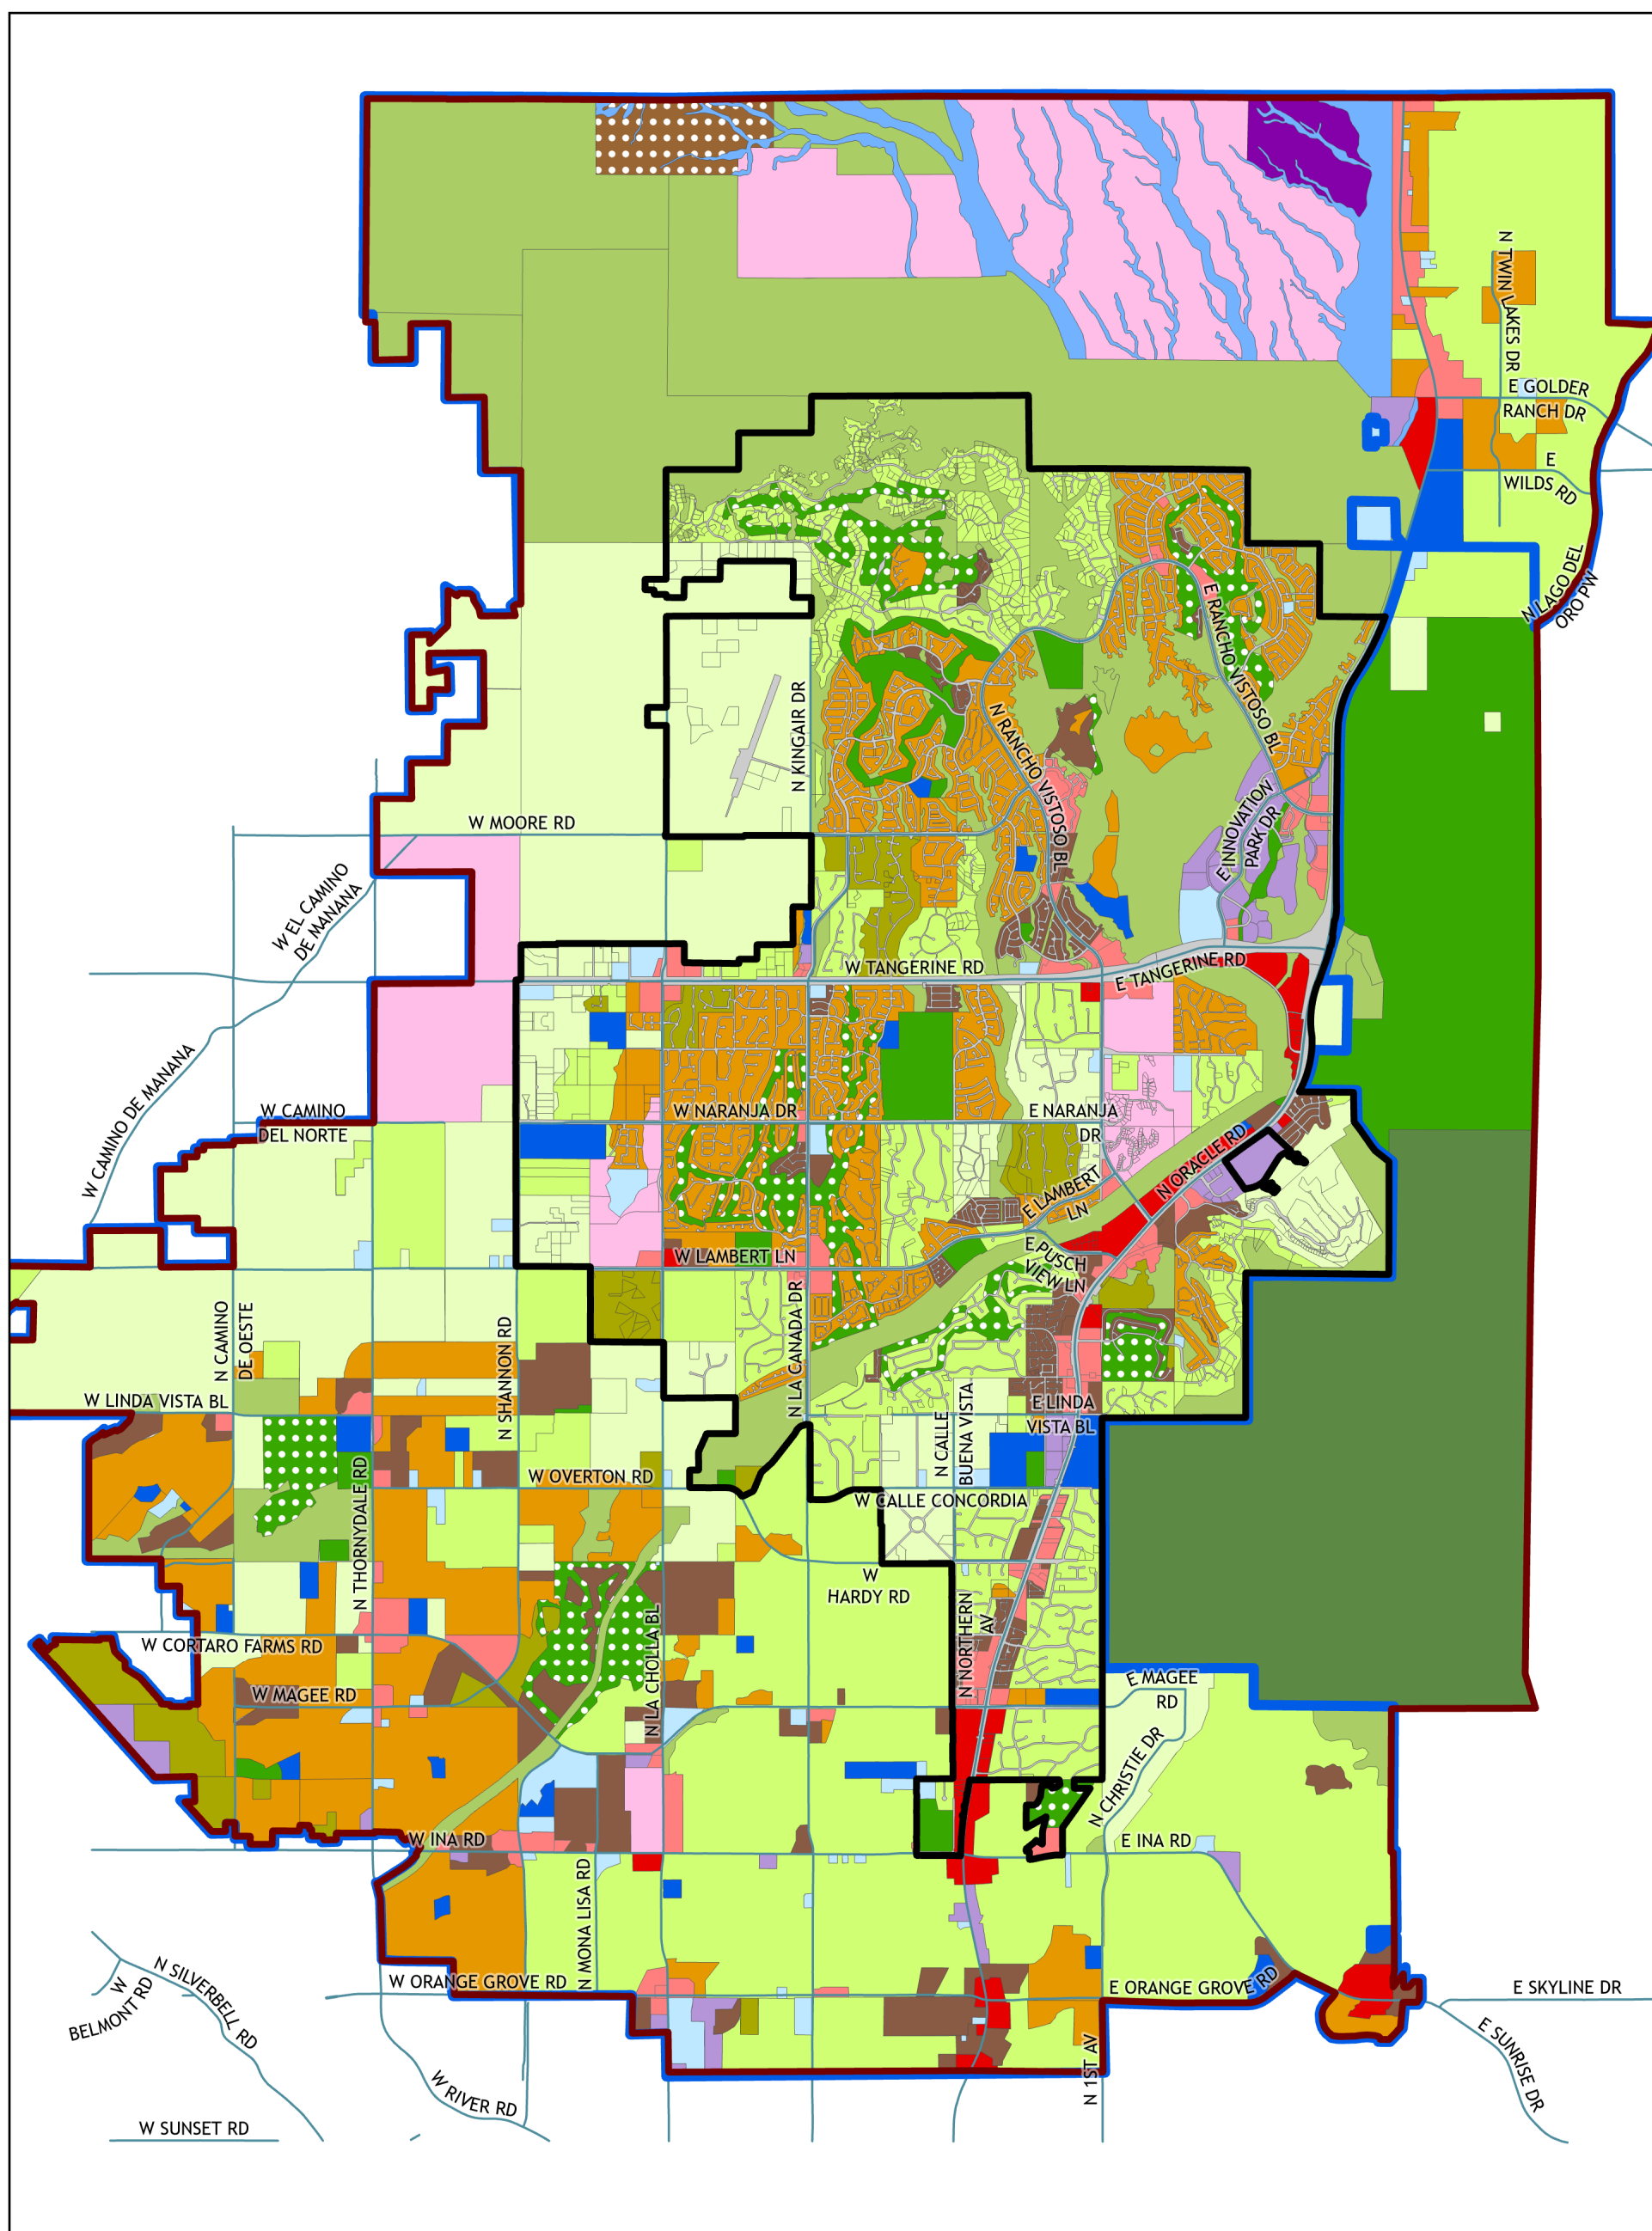 N TWIN LAKES DR
E GOLDER
RANCH DR
E
WILDS RD
N LAGO DEL
ORO PW
E RANCHO VISTOSO BL
N KINGAIR DR
N RANCHO VISTOSO BL
E INNOVATION
PARK DR
W MOORE RD
W EL CAMINO
DE MANANA
W TANGERINE RD
E TANGERINE RD
W CAMINO DE MANANA
W CAMINO
DEL NORTE
W NARANJA DR
E NARANJA
DR
N ORACLE RD
E LAMBERT
LN
W LAMBERT LN
E PUSCH
VIEW LN
N CAMINO
DE OESTE
N SHANNON RD
N LA CANADA DR
W LINDA VISTA BL
E LINDA
VISTA BL
N CALLE
BUENA VISTA
N THORNYDALE RD
W OVERTON RD
W CALLE CONCORDIA
W
HARDY RD
N NORTHERN
AV
W CORTARO FARMS RD
N LA CHOLLA BL
W MAGEE RD
E MAGEE
RD
N CHRISTIE DR
W INA RD
E INA RD
N MONA LISA RD
W ORANGE GROVE RD
E ORANGE GROVE RD
E SKYLINE DR
N SILVERBELL RD
W
BELMONT RD
E SUNRISE DR
N 1ST AV
W RIVER RD
W SUNSET RD